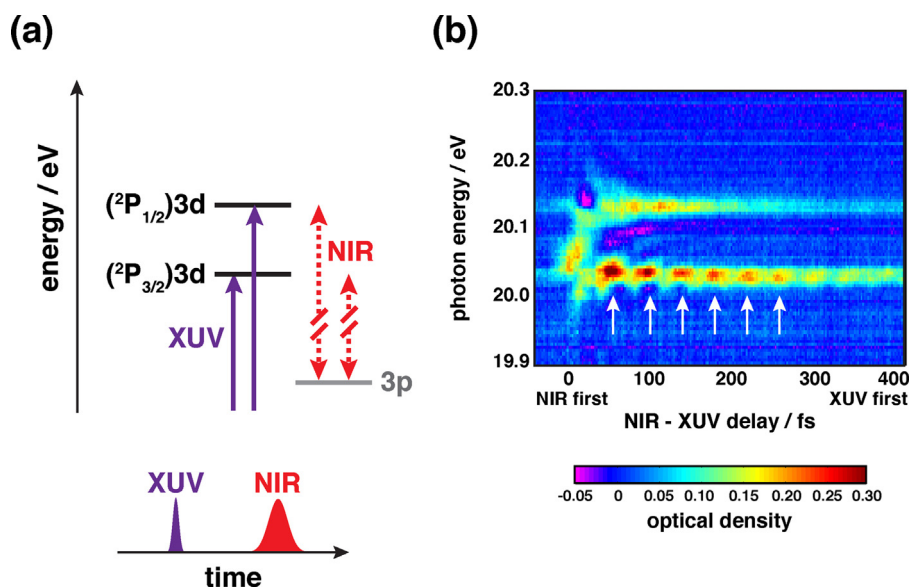 (a)
energy / eV
(²P₁/₂)3d
(²P₃/₂)3d
NIR
XUV
3p
XUV
NIR
time
(b)
photon energy / eV
20.3
20.2
20.1
20.0
19.9
0
100
200
300
400
NIR first
XUV first
NIR - XUV delay / fs
-0.05
0
0.05
0.10
0.15
0.20
0.25
0.30
optical density